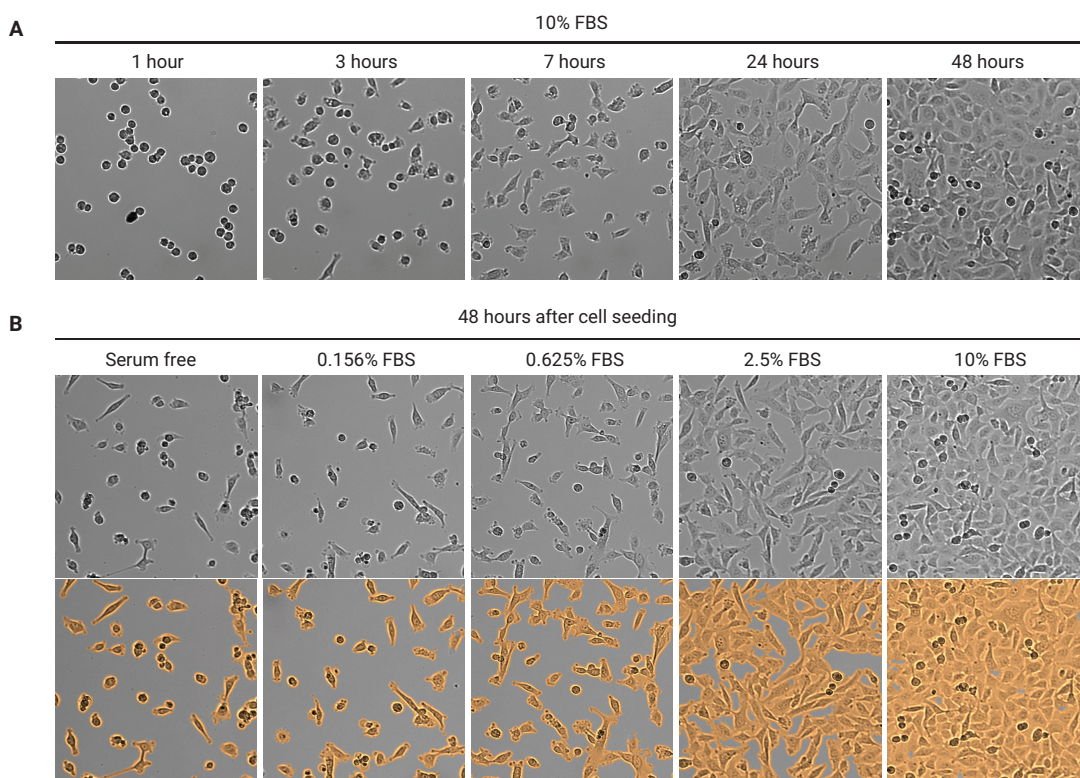 A
10% FBS
1 hour
3 hours
7 hours
24 hours
48 hours
B
48 hours after cell seeding
Serum free
0.156% FBS
0.625% FBS
2.5% FBS
10% FBS